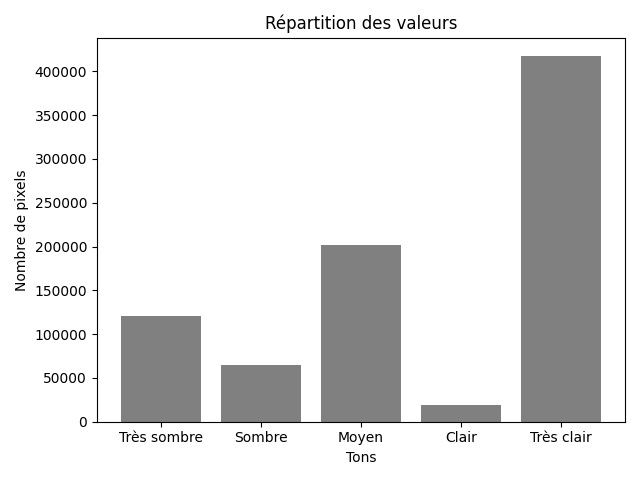 Répartition des valeurs
Nombre de pixels
400000
350000
300000
250000
200000
150000
100000
50000
0
Très sombre Sombre Moyen Clair Très clair
Tons